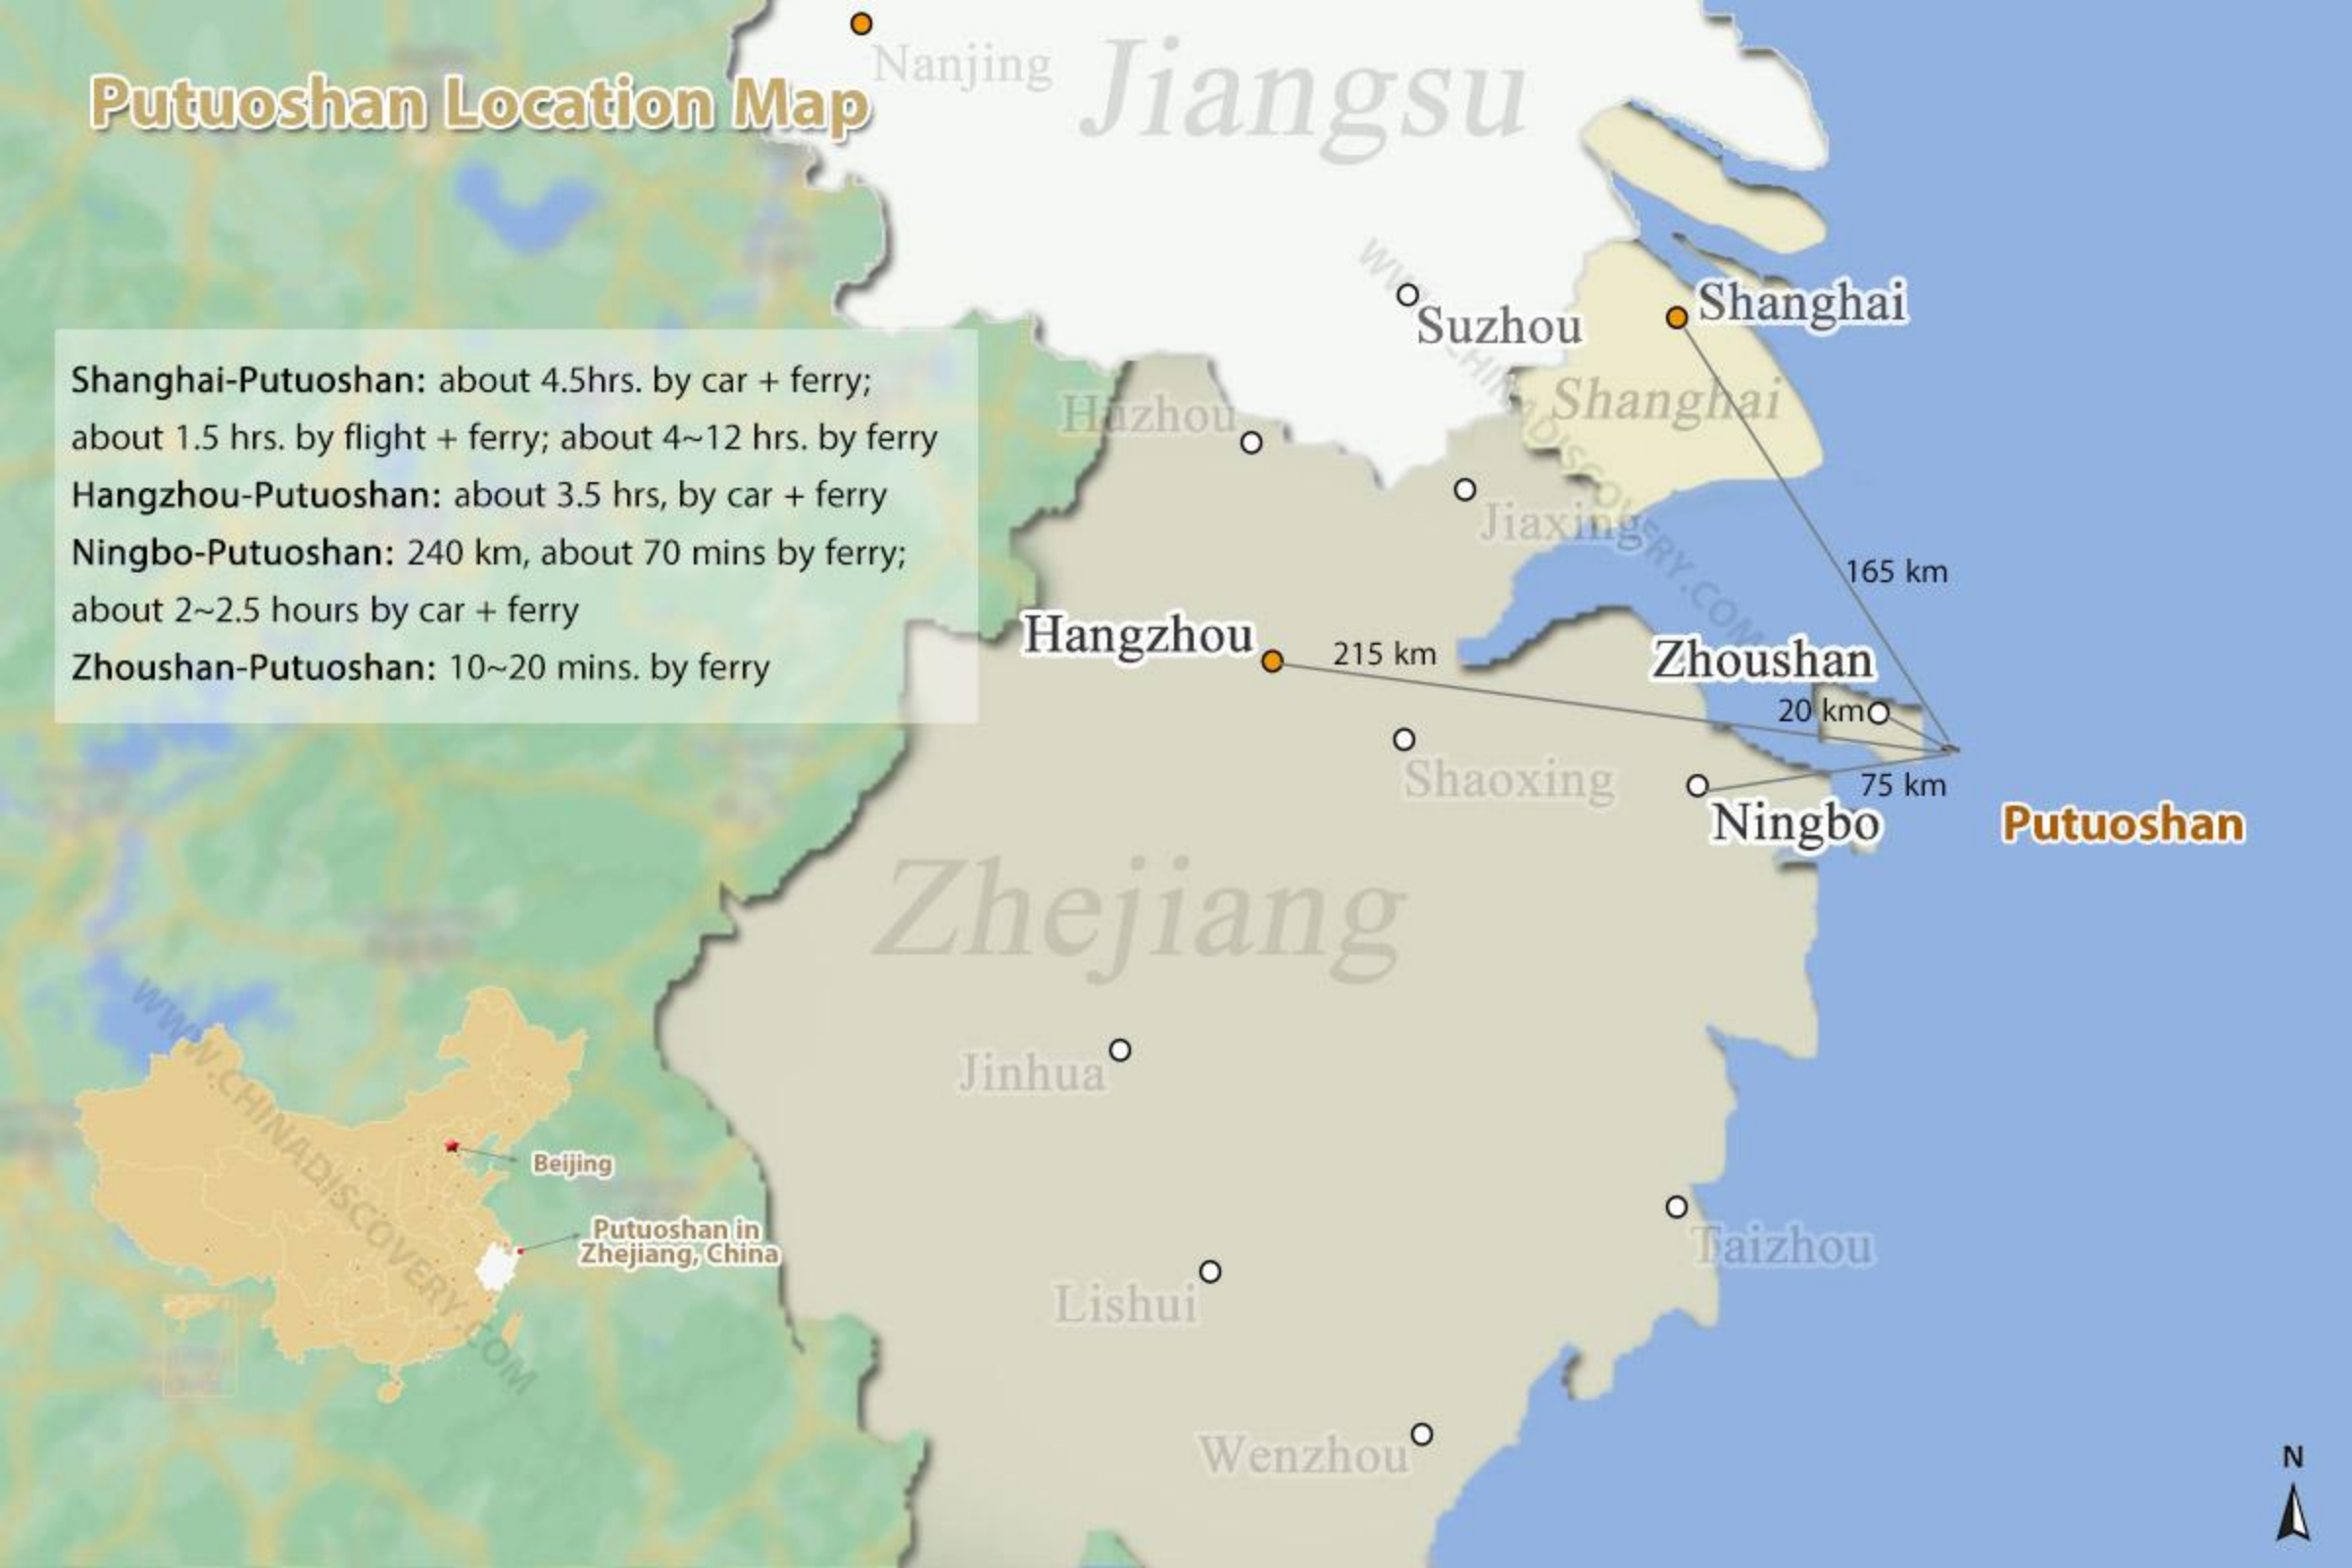 Nanjing
Jiangsu
Putuoshan Location Map
Suzhou
Shanghai
Shanghai
Shanghai-Putuoshan: about 4.5hrs. by car + ferry;
about 1.5 hrs. by flight + ferry; about 4~12 hrs. by ferry
Hangzhou-Putuoshan: about 3.5 hrs, by car + ferry
Ningbo-Putuoshan: 240 km, about 70 mins by ferry;
about 2~2.5 hours by car + ferry
Zhoushan-Putuoshan: 10~20 mins. by ferry
Huzhou
Jiaxing
WWW.CHINADISCOVERY.COM
165 km
Hangzhou
215 km
Zhoushan
20 km
Shaoxing
75 km
Ningbo
Putuoshan
Zhejiang
Jinhua
WWW.CHINADISCOVERY.COM
Beijing
Putuoshan in
Zhejiang, China
Taizhou
Lishui
Wenzhou
N